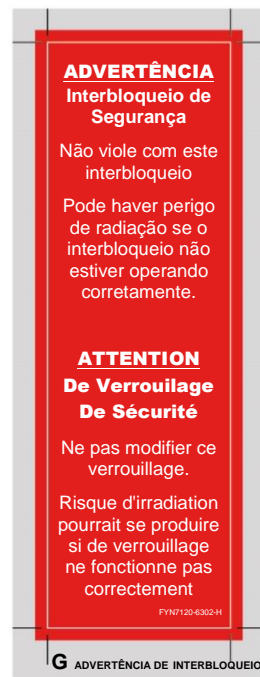 ADVERTÊNCIA
Interbloqueio de
Segurança
Não viole com este
interbloqueio
Pode haver perigo
de radiação se o
interbloqueio não
estiver operando
corretamente.
ATTENTION
De Verrouilage
De Sécurité
Ne pas modifier ce
verrouillage.
Risque d'irradiation
pourrait se produire
si de verrouillage
ne fonctionne pas
correctement
FYN7120-6302-H
G ADVERTÊNCIA DE INTERBLOQUEIO